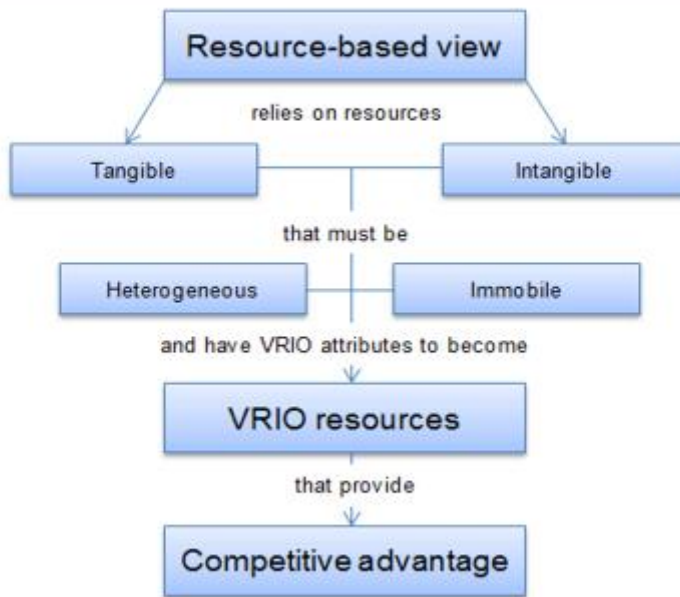 Resource-based view
relies on resources
Tangible
Intangible
that must be
Heterogeneous
Immobile
and have VRIO attributes to become
VRIO resources
that provide
Competitive advantage